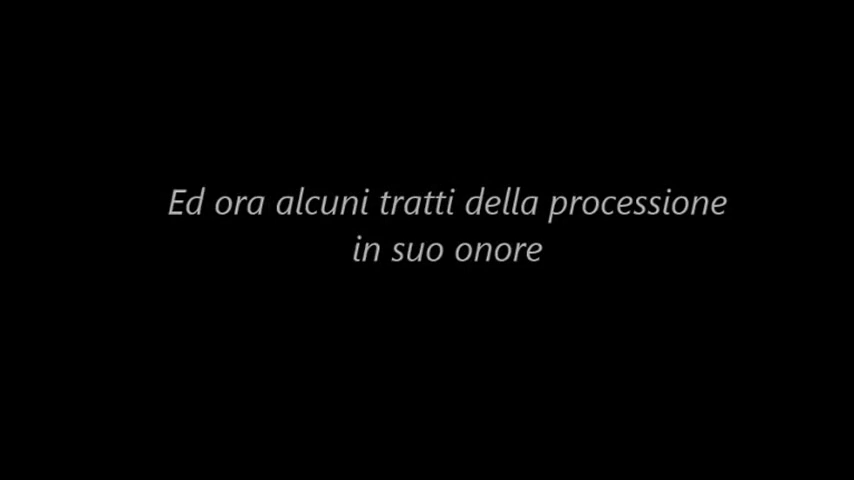 Ed ora alcuni tratti della processione
in suo onore